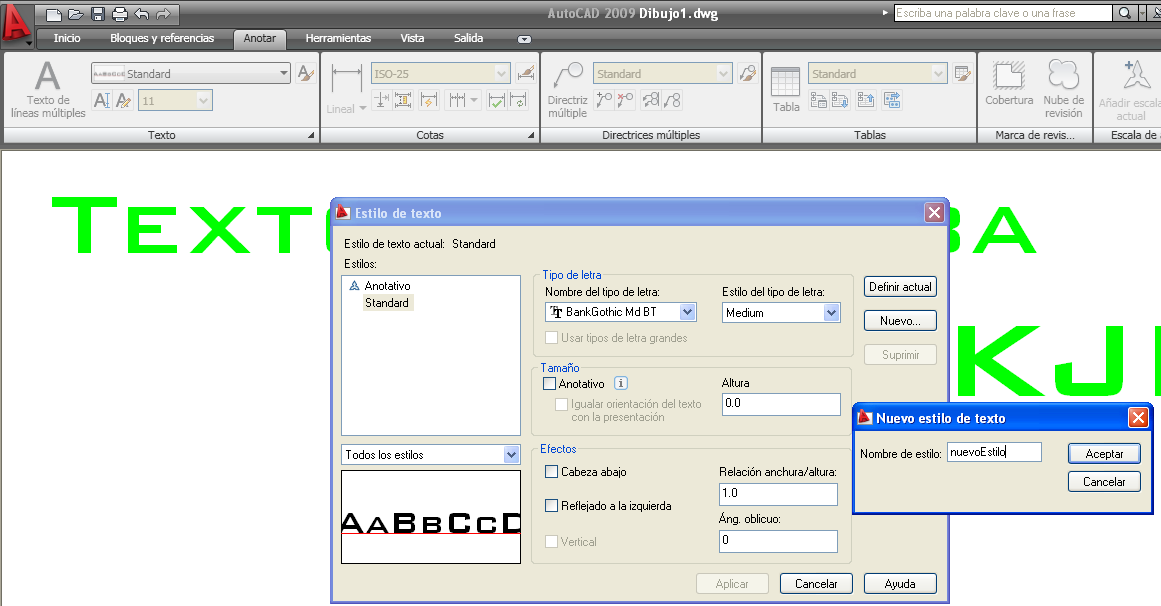 AutoCAD 2009 Dibujo1.dwg
Escriba una palabra clave o una frase
Inicio
Bloques y referencias
Anotar
Herramientas
Vista
Salida
Texto de
líneas múltiples
Standard
11
Texto
Lineal
ISO-25
Cotas
Directriz
múltiple
Standard
Directrices múltiples
Tabla
Standard
Tablas
Cobertura
Nube de
revisión
Marca de revis...
Añadir escala
actual
Escala de
TEXTO
BA
KJ
Estilo de texto
Estilo de texto actual: Standard
Estilos:
Anotativo
Standard
Todos los estilos
AABBCCD
Tipo de letra
Nombre del tipo de letra:
BankGothic Md BT
Estilo del tipo de letra:
Medium
Usar tipos de letra grandes
Tamaño
Anotativo
Igualar orientación del texto
con la presentación
Altura
0.0
Efectos
Cabeza abajo
Reflejado a la izquierda
Vertical
Relación anchura/altura:
1.0
Áng. oblicuo:
0
Definir actual
Nuevo...
Suprimir
Aplicar
Cancelar
Ayuda
Nuevo estilo de texto
Nombre de estilo: nuevoEstilo
Aceptar
Cancelar